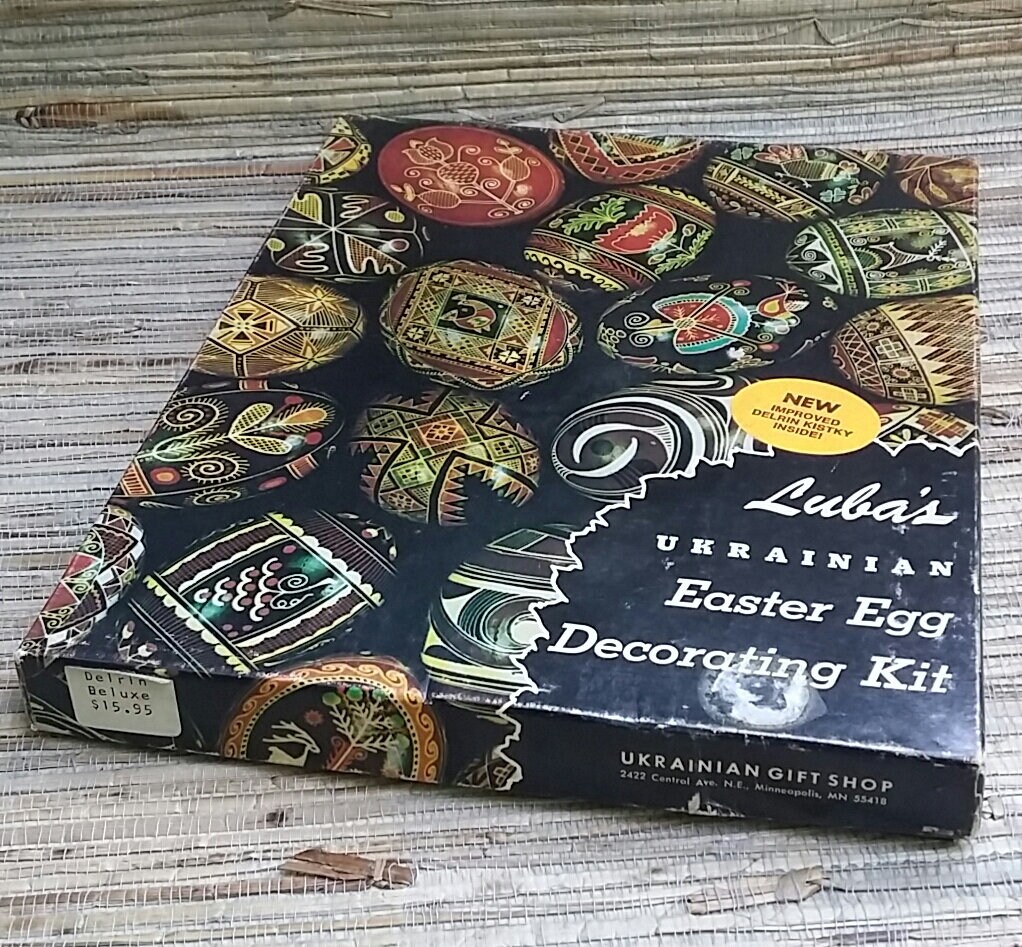 NEW
IMPROVED
DELRIN KISTKY
INSIDE!
Luba's
UKRAINIAN
Easter Egg
Decorating Kit
Delrin
Beluxe
$15.95
UKRAINIAN GIFT SHOP
2422 Central Ave. N.E., Minneapolis, MN 55418